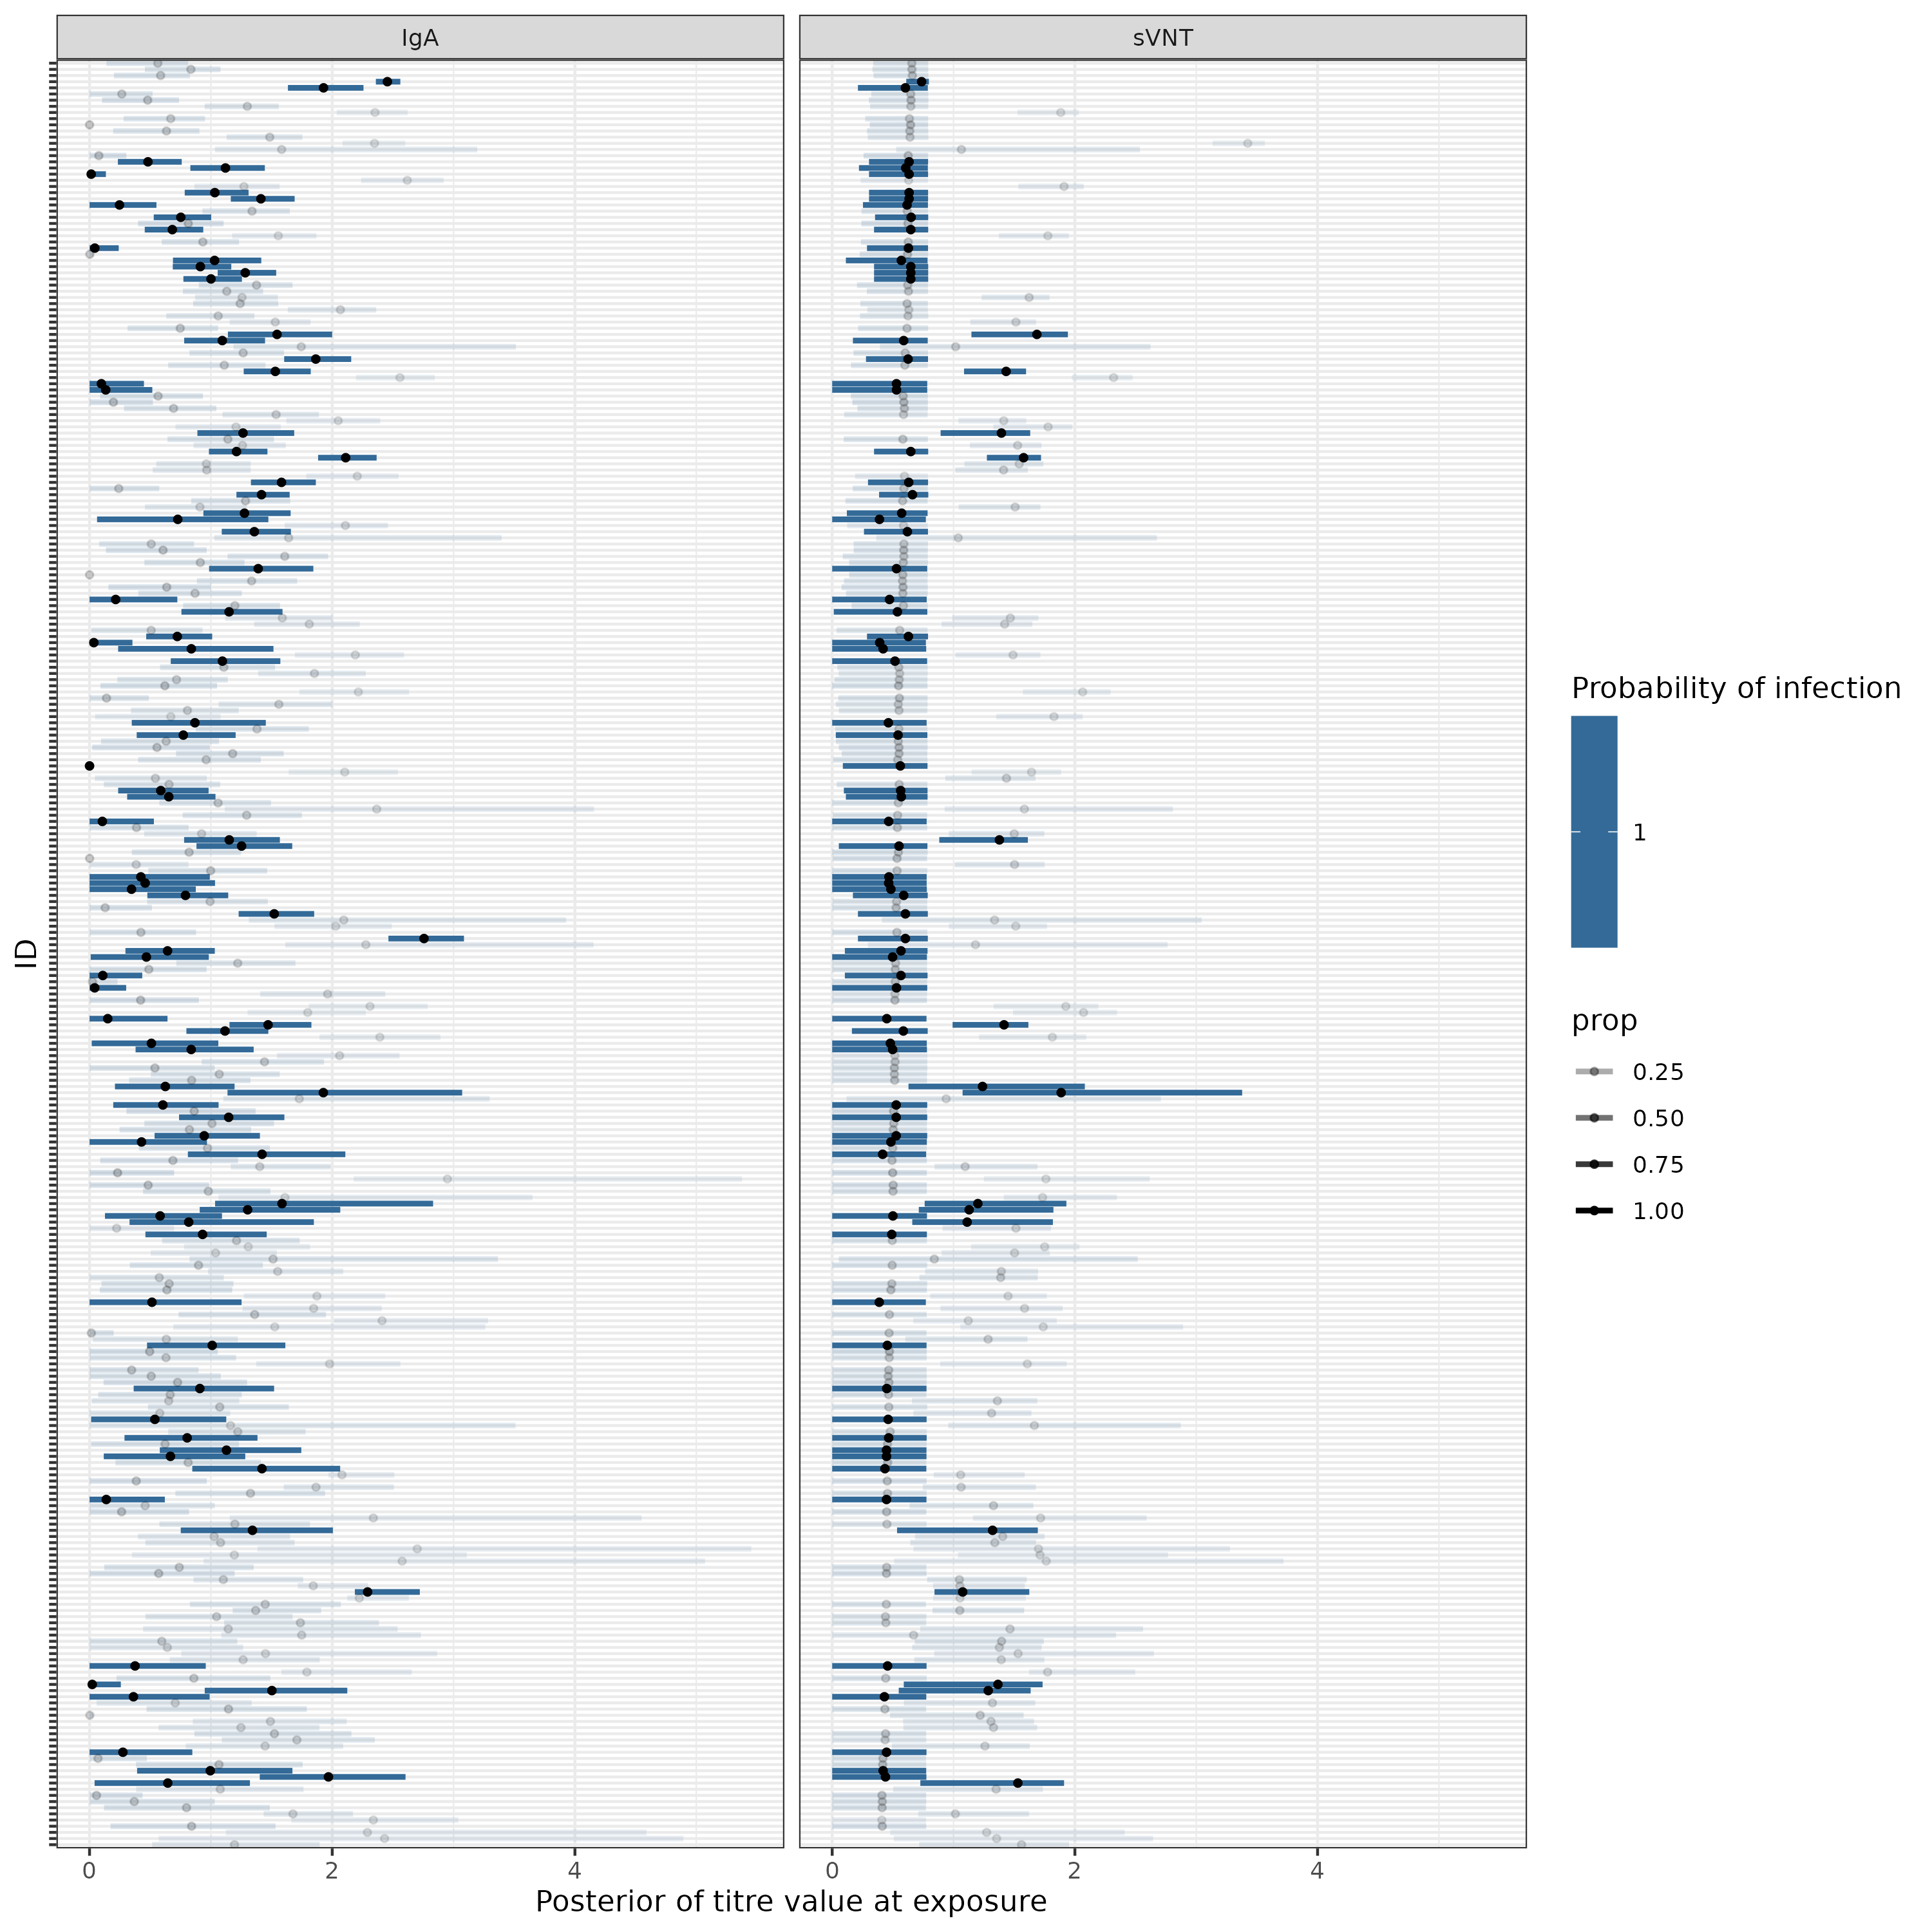 IgA
sVNT
ID
0
2
4
0
2
4
Posterior of titre value at exposure
Probability of infection
1
prop
0.25
0.50
0.75
1.00